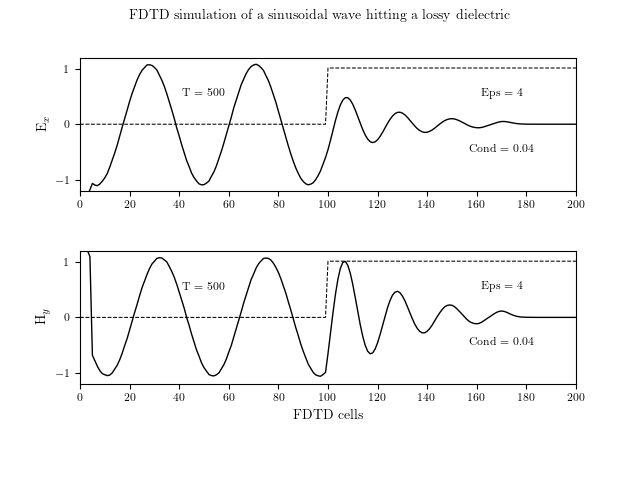 FDTD simulation of a sinusoidal wave hitting a lossy dielectric
1
T = 500
Eps = 4
E_x
0
Cond = 0.04
−1
0 20 40 60 80 100 120 140 160 180 200
1
T = 500
Eps = 4
H_y
0
Cond = 0.04
−1
0 20 40 60 80 100 120 140 160 180 200
FDTD cells